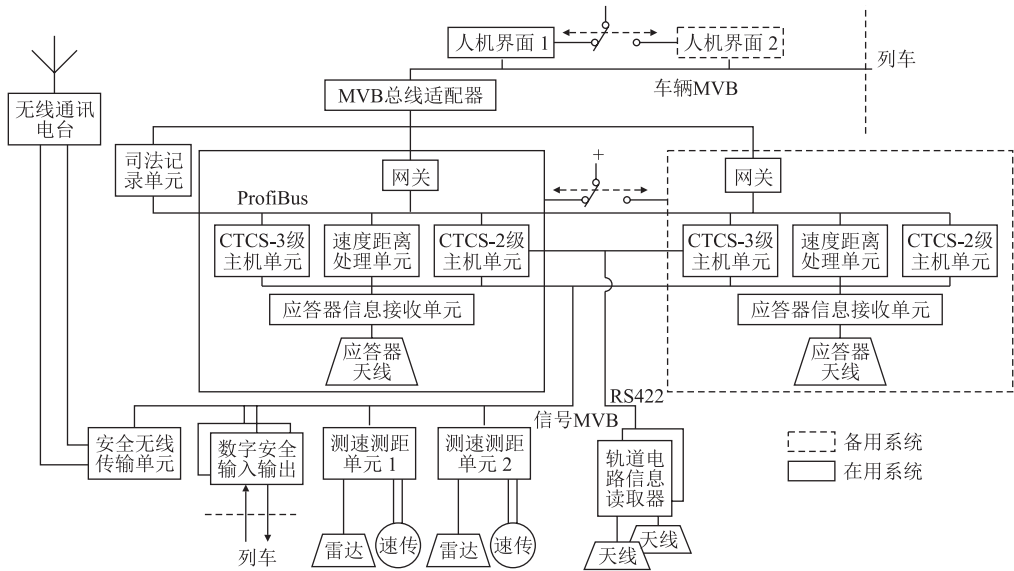 人机界面 1
人机界面 2
列车
车辆MVB
MVB总线适配器
无线通讯
电台
司法记
录单元
网关
+
网关
ProfiBus
CTCS-3级
主机单元
速度距离
处理单元
CTCS-2级
主机单元
CTCS-3级
主机单元
速度距离
处理单元
CTCS-2级
主机单元
应答器信息接收单元
应答器信息接收单元
应答器
天线
应答器
天线
RS422
信号MVB
安全无线
传输单元
数字安全
输入输出
测速测距
单元 1
测速测距
单元 2
轨道电
路信息
读取器
备用系统
在用系统
列车
雷达
速传
雷达
速传
天线
天线